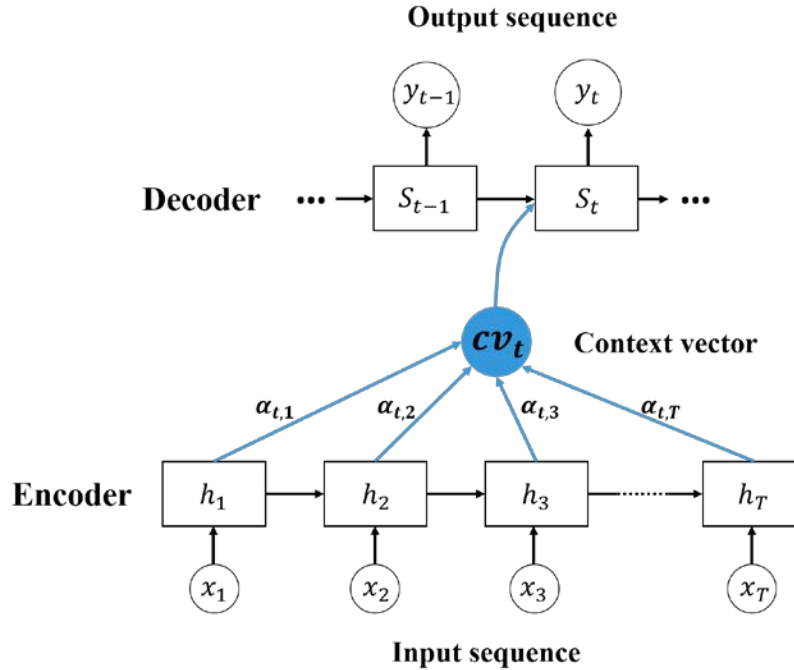 Output sequence
y_{t-1} y_t
Decoder ... S_{t-1} S_t ...
cv_t Context vector
α_{t,1} α_{t,2} α_{t,3} α_{t,T}
Encoder h_1 h_2 h_3 h_T
x_1 x_2 x_3 x_T
Input sequence